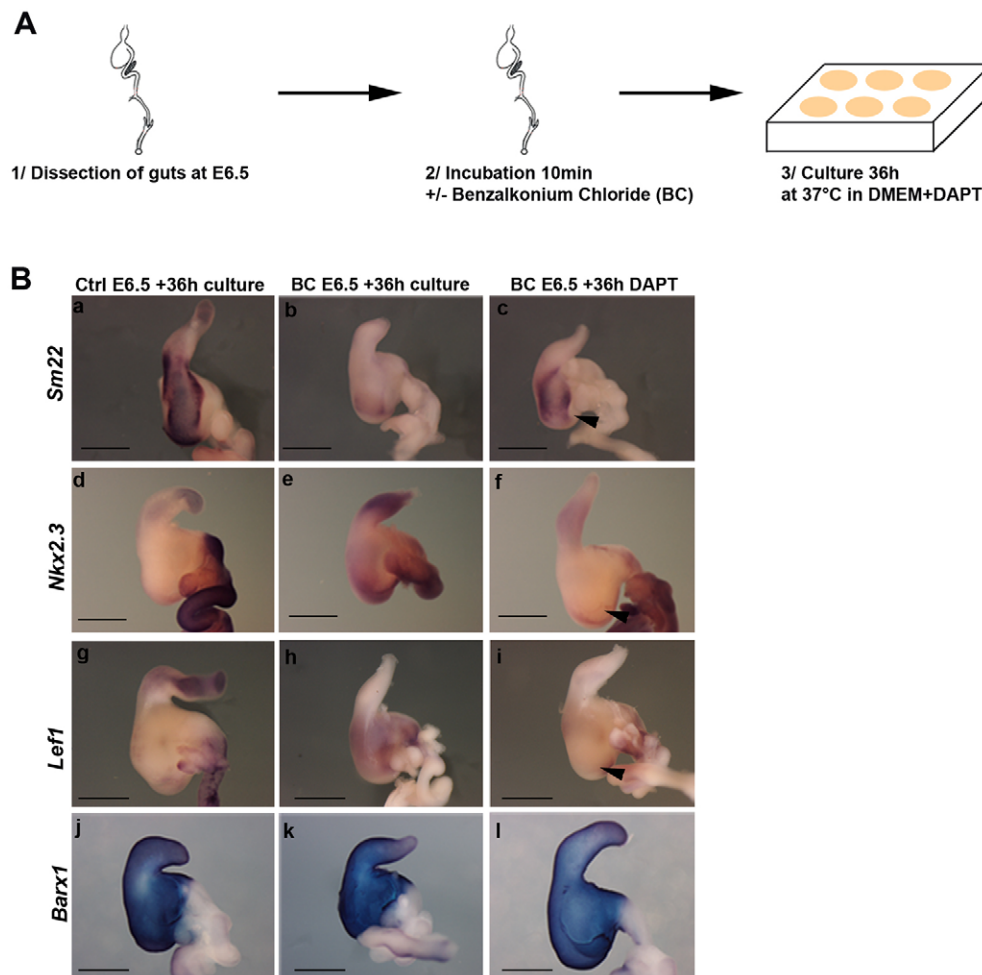 A
1/ Dissection of guts at E6.5
2/ Incubation 10min
+/- Benzalkonium Chloride (BC)
3/ Culture 36h
at 37°C in DMEM+DAPT
B
Ctrl E6.5 +36h culture
BC E6.5 +36h culture
BC E6.5 +36h DAPT
Sm22
a
b
c
Nkx2.3
d
e
f
Lef1
g
h
i
Barx1
j
k
l